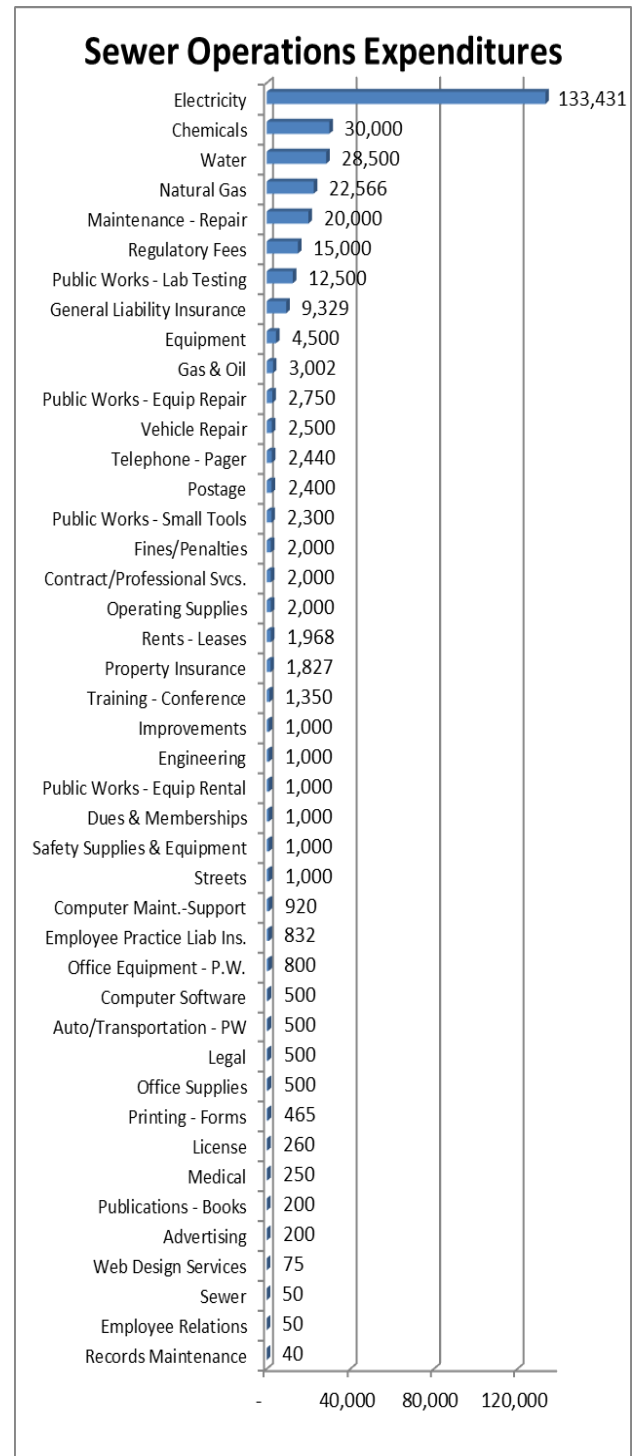 Sewer Operations Expenditures
Electricity 133,431
Chemicals 30,000
Water 28,500
Natural Gas 22,566
Maintenance - Repair 20,000
Regulatory Fees 15,000
Public Works - Lab Testing 12,500
General Liability Insurance 9,329
Equipment 4,500
Gas & Oil 3,002
Public Works - Equip Repair 2,750
Vehicle Repair 2,500
Telephone - Pager 2,440
Postage 2,400
Public Works - Small Tools 2,300
Fines/Penalties 2,000
Contract/Professional Svcs. 2,000
Operating Supplies 2,000
Rents - Leases 1,968
Property Insurance 1,827
Training - Conference 1,350
Improvements 1,000
Engineering 1,000
Public Works - Equip Rental 1,000
Dues & Memberships 1,000
Safety Supplies & Equipment 1,000
Streets 1,000
Computer Maint.-Support 920
Employee Practice Liab Ins. 832
Office Equipment - P.W. 800
Computer Software 500
Auto/Transportation - PW 500
Legal 500
Office Supplies 500
Printing - Forms 465
License 260
Medical 250
Publications - Books 200
Advertising 200
Web Design Services 75
Sewer 50
Employee Relations 50
Records Maintenance 40
- 40,000 80,000 120,000